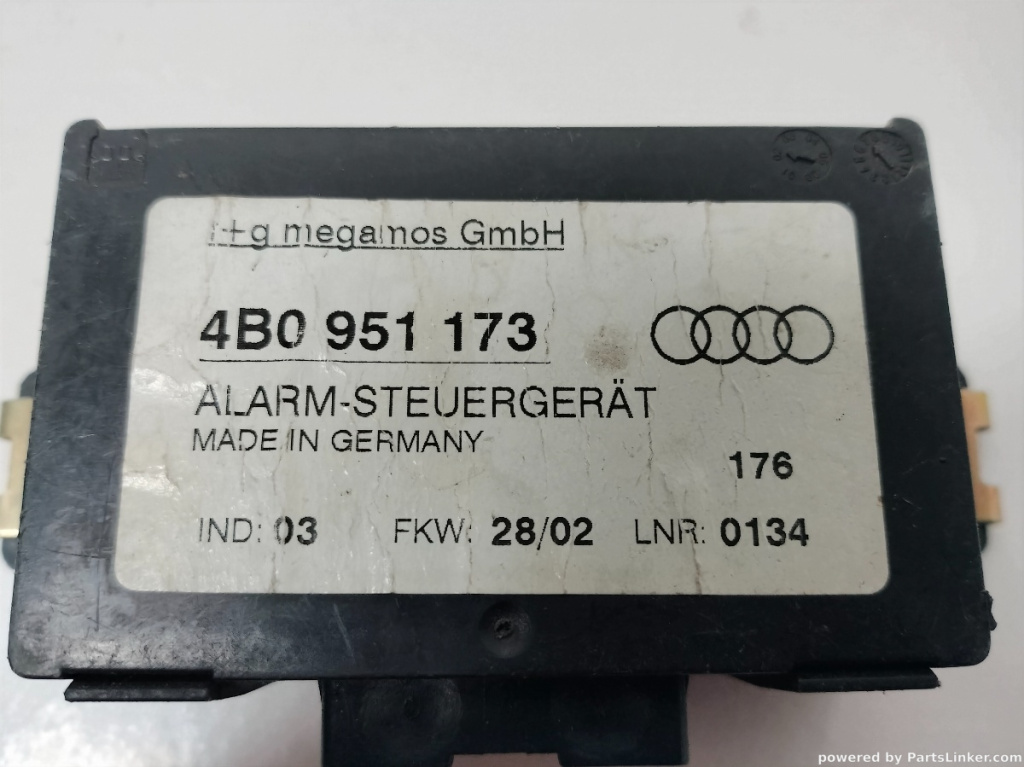 megamos GmbH
4B0 951 173
ALARM-STEUERGERÄT
MADE IN GERMANY
176
IND: 03 FKW: 28/02 LNR: 0134
powered by PartsLinker.com